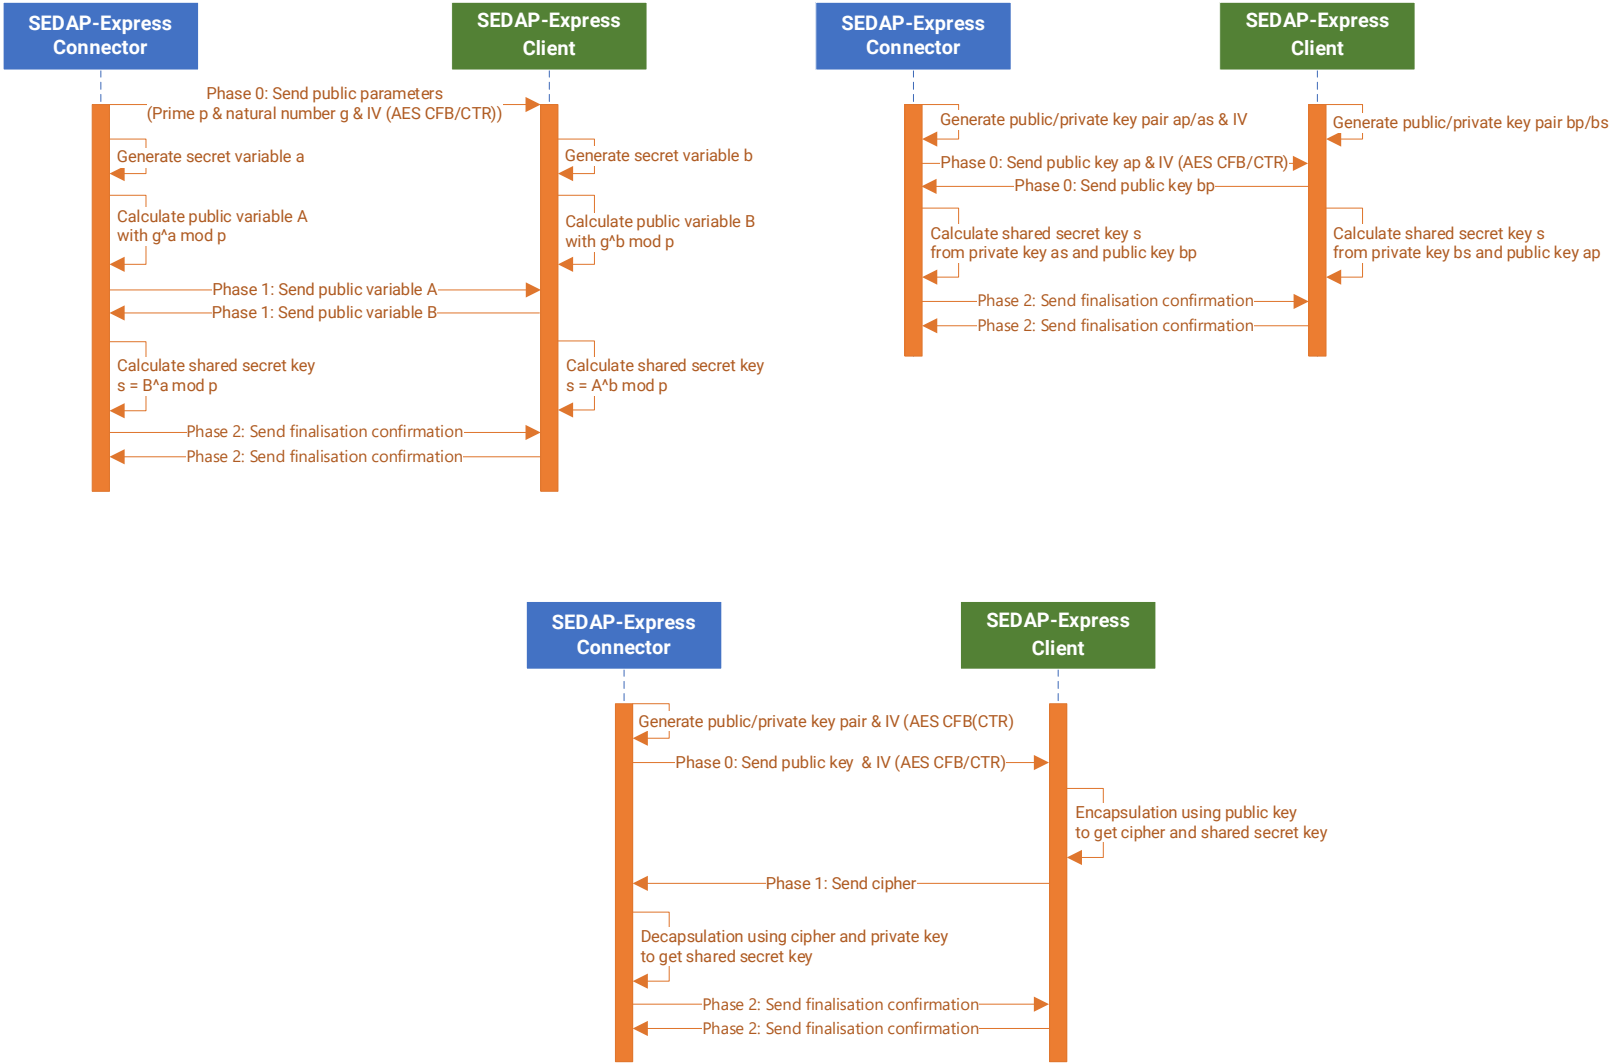 SEDAP-Express
Connector
SEDAP-Express
Client
Phase 0: Send public parameters
(Prime p & natural number g & IV (AES CFB/CTR))
Generate secret variable a
Generate secret variable b
Calculate public variable A
with g^a mod p
Calculate public variable B
with g^b mod p
Phase 1: Send public variable A
Phase 1: Send public variable B
Calculate shared secret key
s = B^a mod p
Calculate shared secret key
s = A^b mod p
Phase 2: Send finalisation confirmation
Phase 2: Send finalisation confirmation
SEDAP-Express
Connector
SEDAP-Express
Client
Generate public/private key pair ap/as & IV
Generate public/private key pair bp/bs
Phase 0: Send public key ap & IV (AES CFB/CTR)
Phase 0: Send public key bp
Calculate shared secret key s
from private key as and public key bp
Calculate shared secret key s
from private key bs and public key ap
Phase 2: Send finalisation confirmation
Phase 2: Send finalisation confirmation
SEDAP-Express
Connector
SEDAP-Express
Client
Generate public/private key pair & IV (AES CFB(CTR)
Phase 0: Send public key  & IV (AES CFB/CTR)
Encapsulation using public key
to get cipher and shared secret key
Phase 1: Send cipher
Decapsulation using cipher and private key
to get shared secret key
Phase 2: Send finalisation confirmation
Phase 2: Send finalisation confirmation